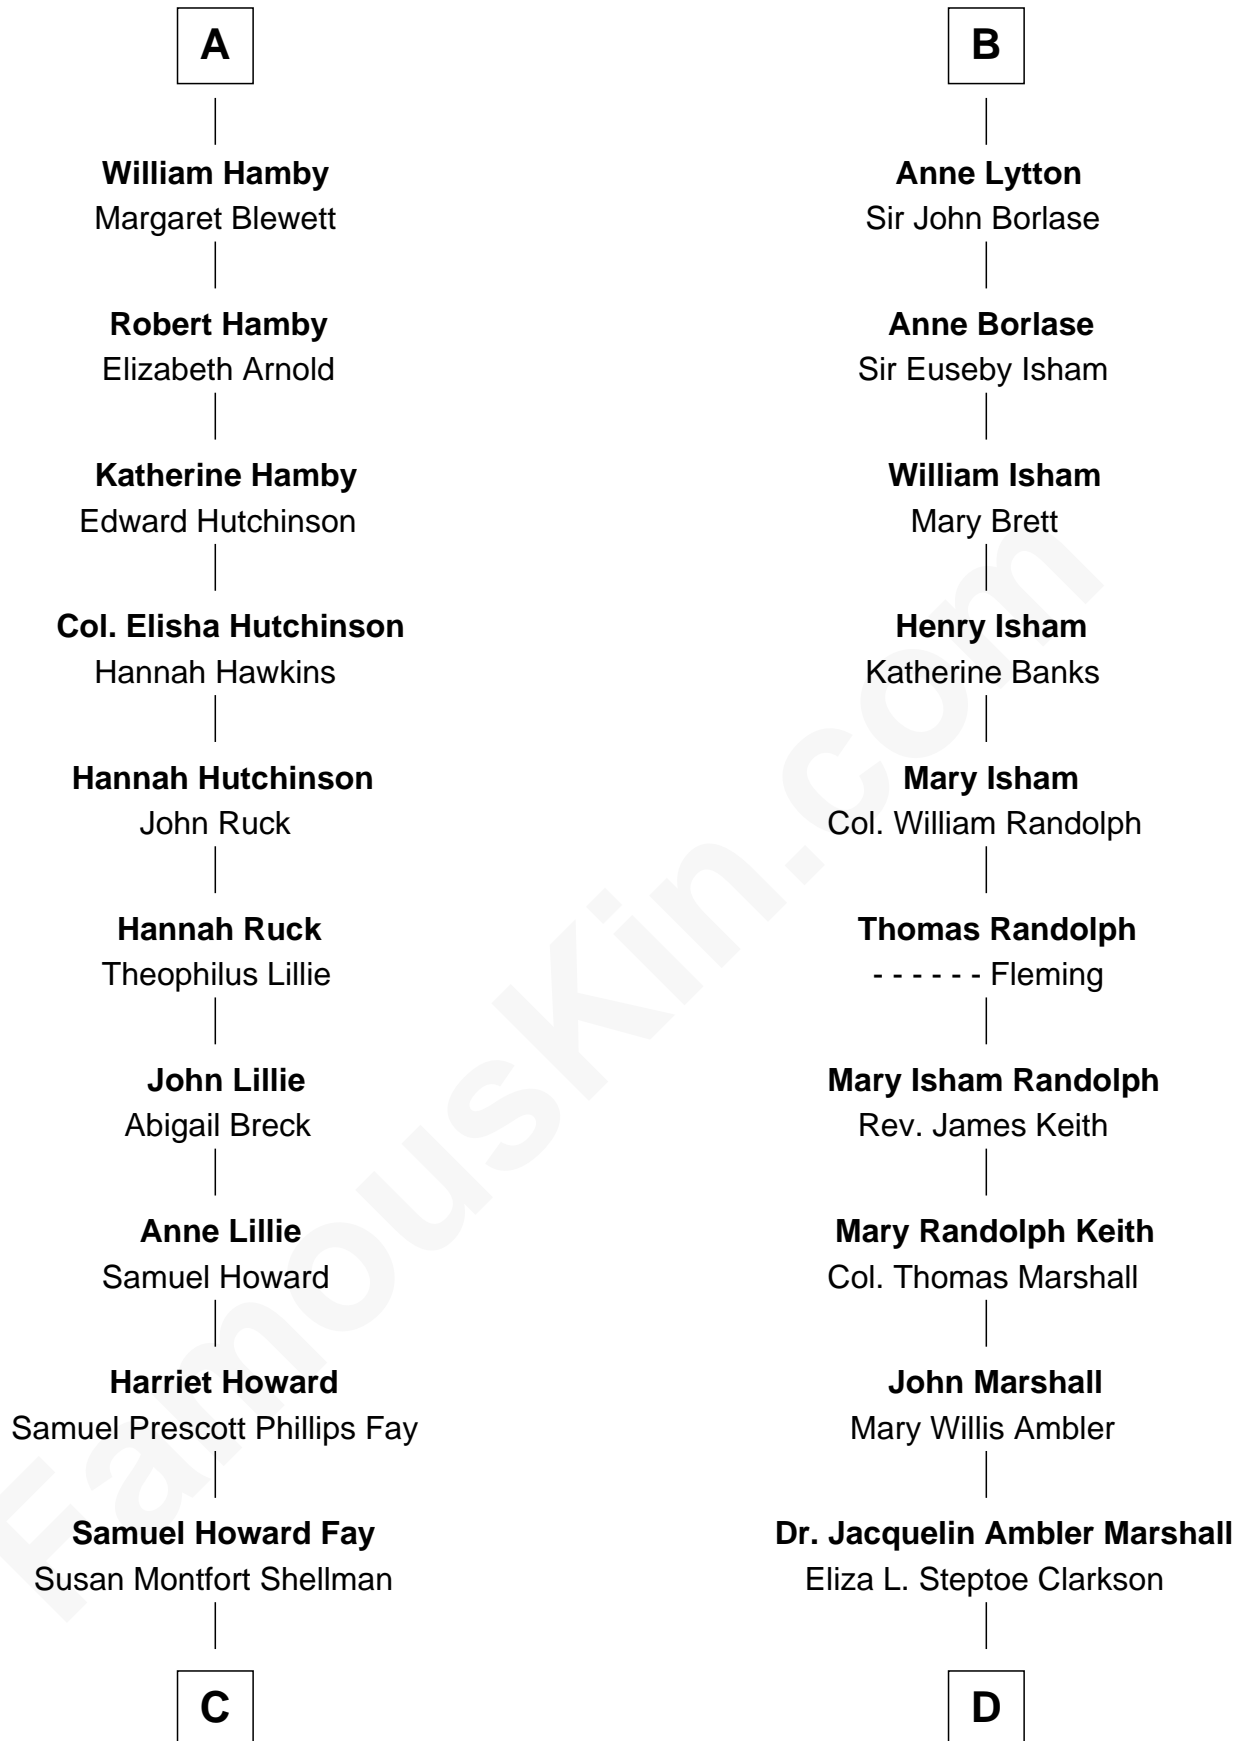 A
William Hamby
Margaret Blewett
Robert Hamby
Elizabeth Arnold
Katherine Hamby
Edward Hutchinson
Col. Elisha Hutchinson
Hannah Hawkins
Hannah Hutchinson
John Ruck
Hannah Ruck
Theophilus Lillie
John Lillie
Abigail Breck
Anne Lillie
Samuel Howard
Harriet Howard
Samuel Prescott Phillips Fay
Samuel Howard Fay
Susan Montfort Shellman
C
B
Anne Lytton
Sir John Borlase
Anne Borlase
Sir Euseby Isham
William Isham
Mary Brett
Henry Isham
Katherine Banks
Mary Isham
Col. William Randolph
Thomas Randolph
- - - - - - Fleming
Mary Isham Randolph
Rev. James Keith
Mary Randolph Keith
Col. Thomas Marshall
John Marshall
Mary Willis Ambler
Dr. Jacquelin Ambler Marshall
Eliza L. Steptoe Clarkson
D
FamousKin.com